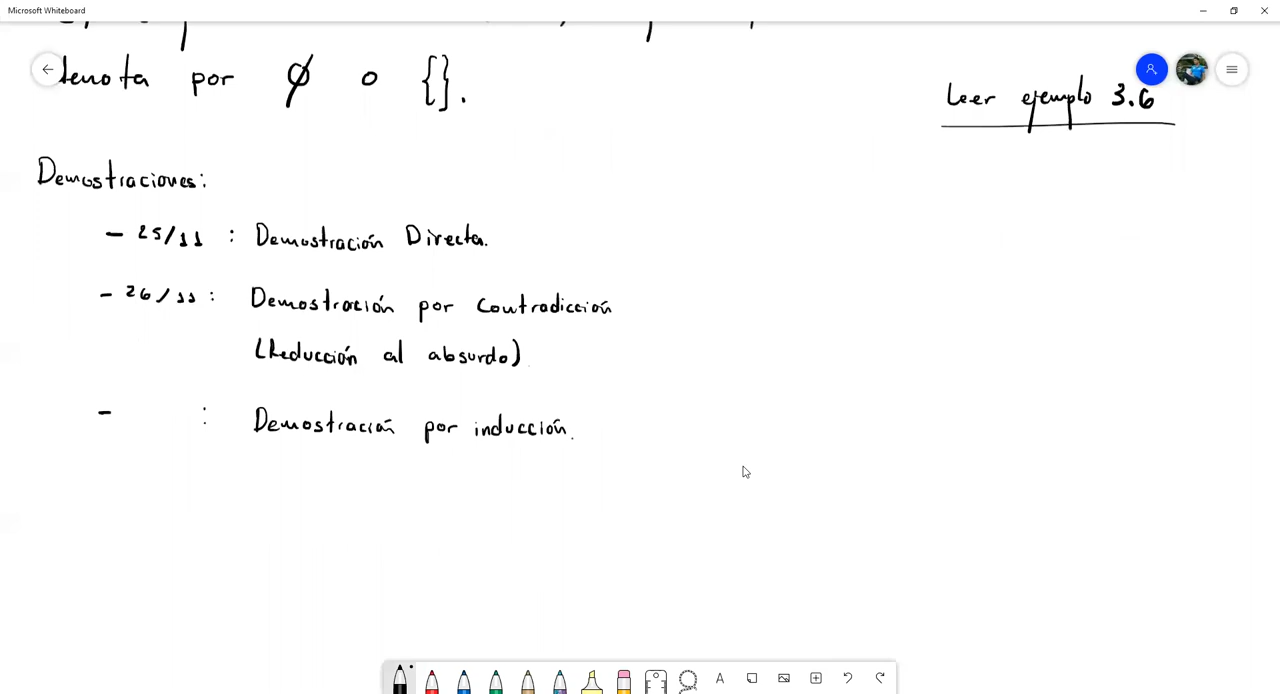 Microsoft Whiteboard
denota por ∅ o {}.
Leer ejemplo 3.6
Demostraciones:
- 25/11 : Demostración Directa.
- 26/11 : Demostración por contradicción
(Reducción al absurdo)
- : Demostración por inducción.
A